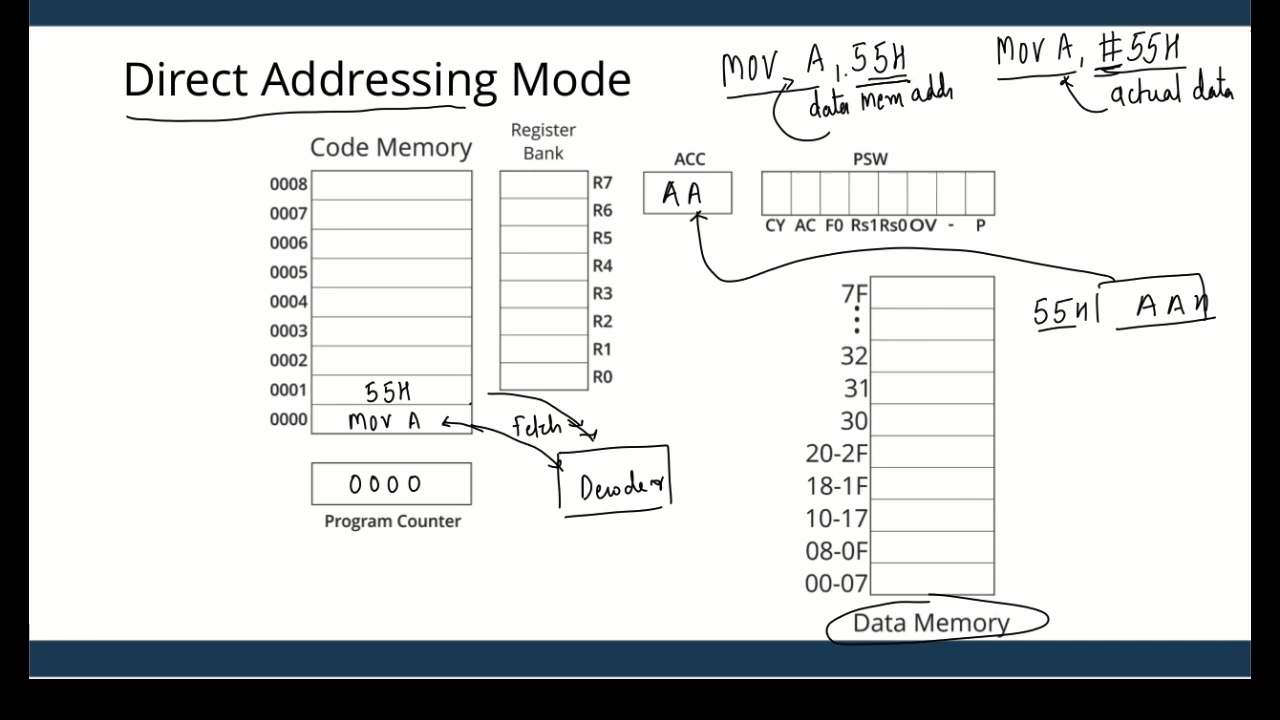 Direct Addressing Mode
MOV A, 55H
data mem addr
MOV A, #55H
actual data
Code Memory
0008
0007
0006
0005
0004
0003
0002
0001 55H
0000 MOV A
0000
Program Counter
Register
Bank
R7
R6
R5
R4
R3
R2
R1
R0
Fetch
Decoder
ACC
AA
PSW
CY AC F0 Rs1 Rs0 OV - P
7F
32
31
30
20-2F
18-1F
10-17
08-0F
00-07
Data Memory
55H AAH